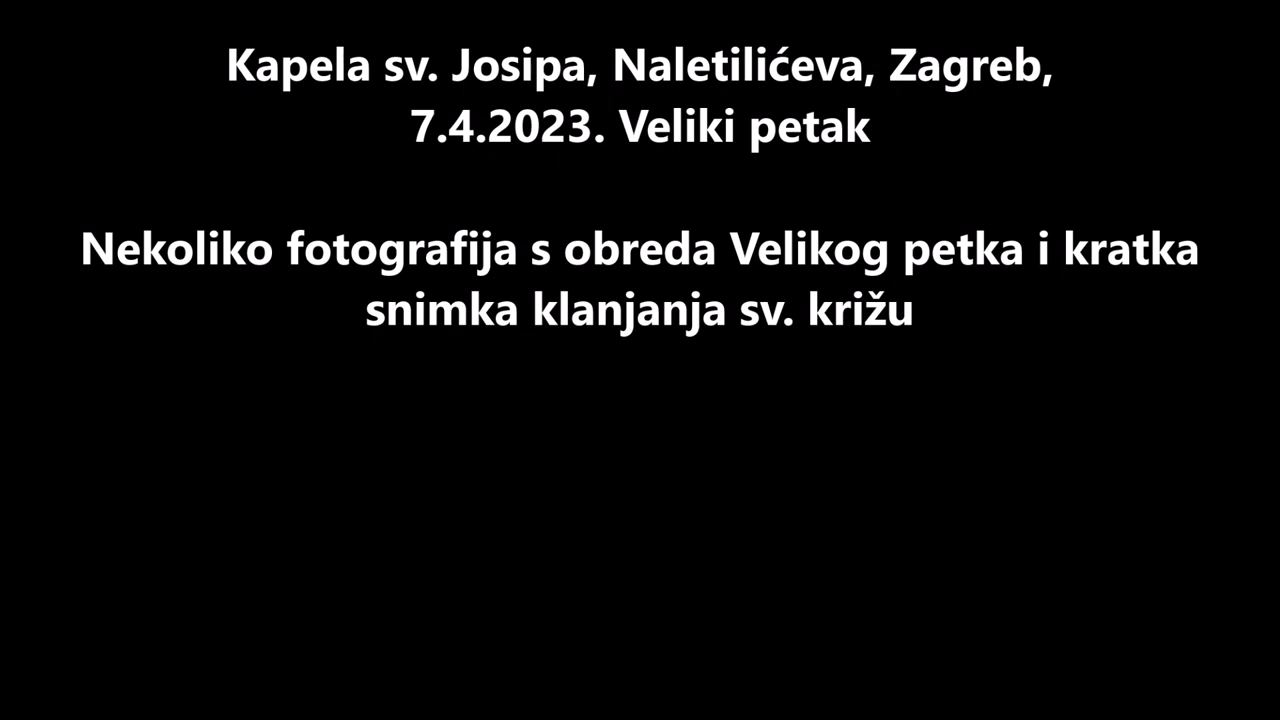 Kapela sv. Josipa, Naletilićeva, Zagreb,
7.4.2023. Veliki petak
Nekoliko fotografija s obreda Velikog petka i kratka
snimka klanjanja sv. križu